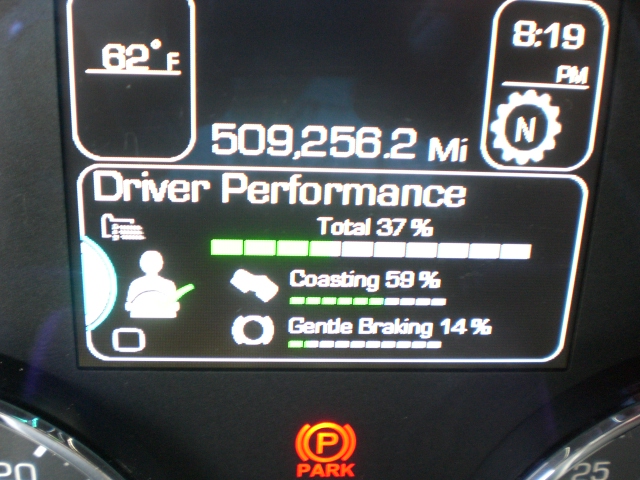 62°F
8:19
PM
N
509,256.2 Mi
Driver Performance
Total 37 %
Coasting 59 %
Gentle Braking 14 %
P
PARK
20
25